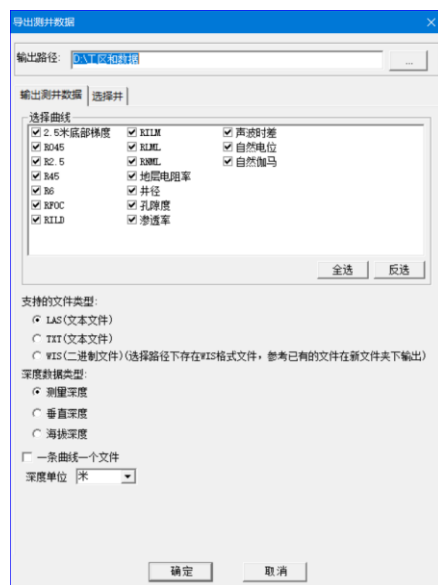 导出测井数据
输出路径: D:\工区和数据 ...
输出测井数据 选择井
选择曲线
2.5米底部梯度 RILM 声波时差
R045 RLML 自然电位
R2.5 RNML 自然伽马
R45 地层电阻率
R6 井径
RFOC 孔隙度
RILD 渗透率
全选 反选
支持的文件类型:
LAS(文本文件)
TXT(文本文件)
WIS(二进制文件)(选择路径下存在WIS格式文件，参考已有的文件在新文件夹下输出)
深度数据类型:
测量深度
垂直深度
海拔深度
一条曲线一个文件
深度单位 米
确定 取消